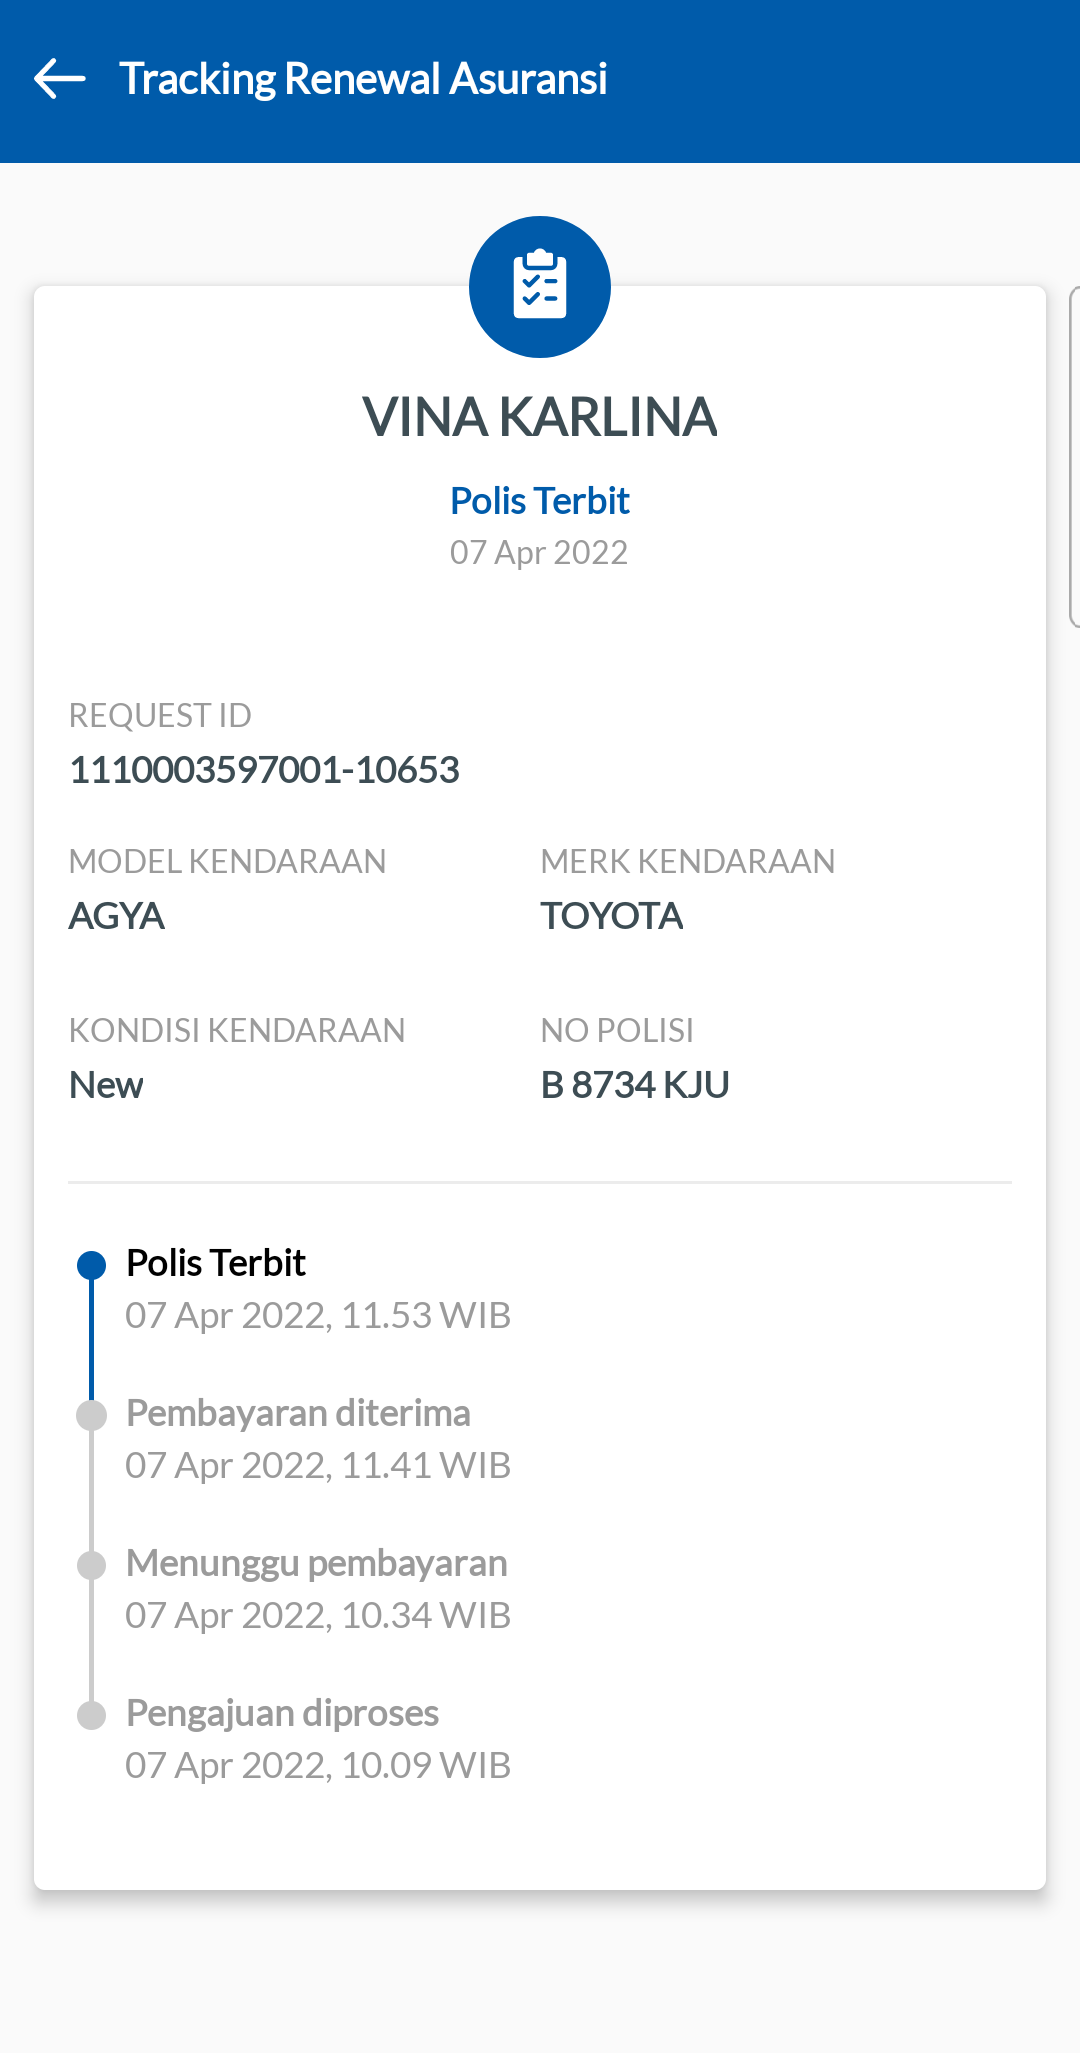 Tracking Renewal Asuransi
VINA KARLINA
Polis Terbit
07 Apr 2022
REQUEST ID
1110003597001-10653
MODEL KENDARAAN
AGYA
MERK KENDARAAN
TOYOTA
KONDISI KENDARAAN
New
NO POLISI
B 8734 KJU
Polis Terbit
07 Apr 2022, 11.53 WIB
Pembayaran diterima
07 Apr 2022, 11.41 WIB
Menunggu pembayaran
07 Apr 2022, 10.34 WIB
Pengajuan diproses
07 Apr 2022, 10.09 WIB